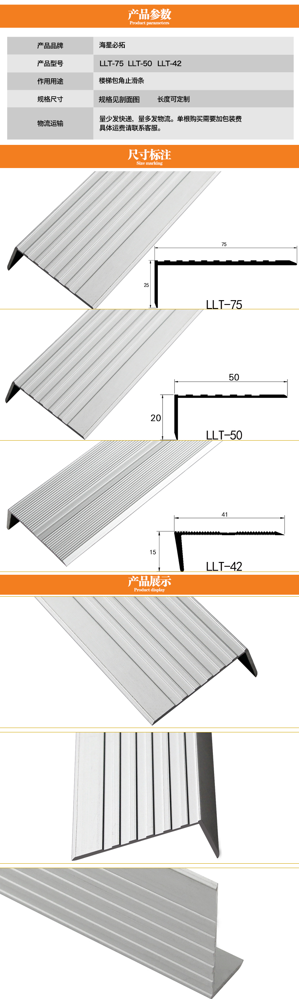 产品参数
Product parameters
产品品牌 海星必拓
产品型号 LLT-75 LLT-50 LLT-42
作用用途 楼梯包角止滑条
规格尺寸 规格见剖面图 长度可定制
物流运输 量少发快递，量多发物流。单根购买需要加包装费
具体运费请联系客服。
尺寸标注
Size marking
75
25
LLT-75
50
20
LLT-50
41
15
LLT-42
产品展示
Product display